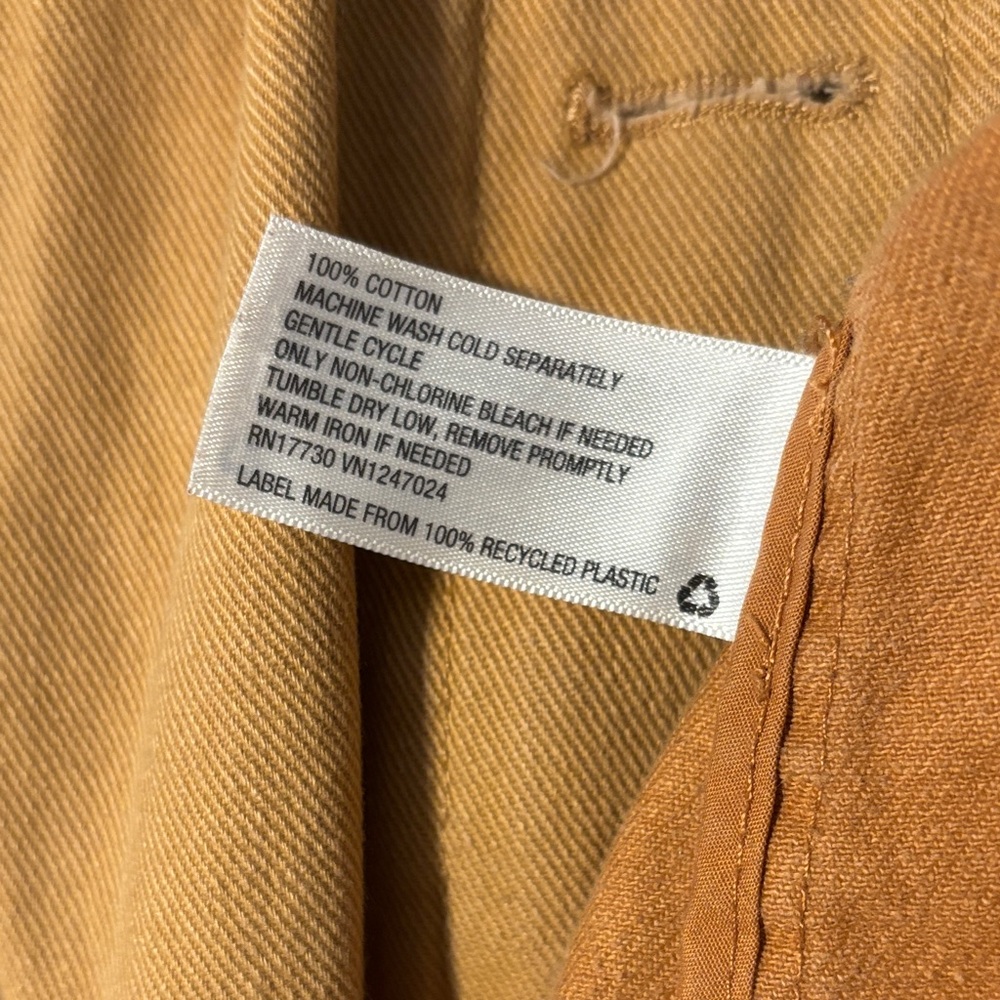 100% COTTON
MACHINE WASH COLD SEPARATELY
GENTLE CYCLE
ONLY NON-CHLORINE BLEACH IF NEEDED
TUMBLE DRY LOW, REMOVE PROMPTLY
WARM IRON IF NEEDED
RN17730 VN1247024
LABEL MADE FROM 100% RECYCLED PLASTIC